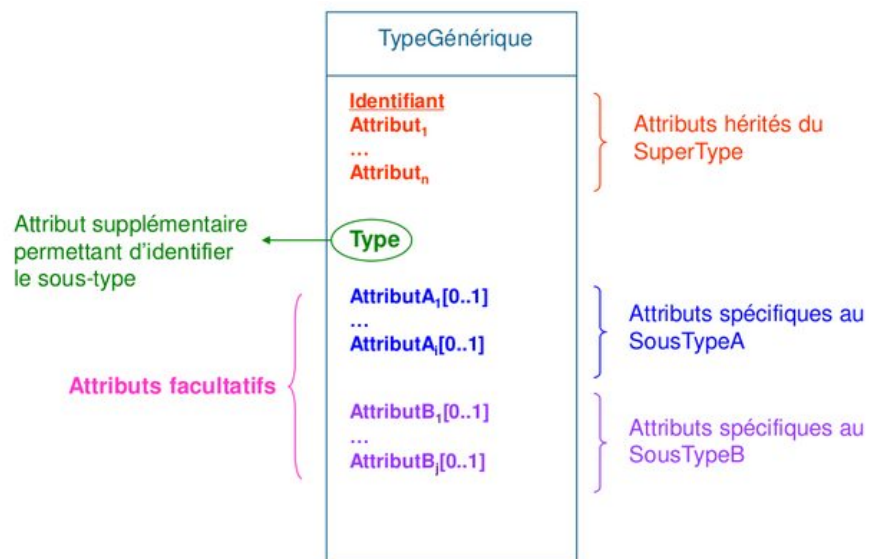 TypeGénérique
Identifiant
Attribut₁
...
Attributₙ
Attributs hérités du
SuperType
Attribut supplémentaire
permettant d'identifier
le sous-type
Type
AttributA₁[0..1]
...
AttributAᵢ[0..1]
Attributs spécifiques au
SousTypeA
Attributs facultatifs
AttributB₁[0..1]
...
AttributBⱼ[0..1]
Attributs spécifiques au
SousTypeB